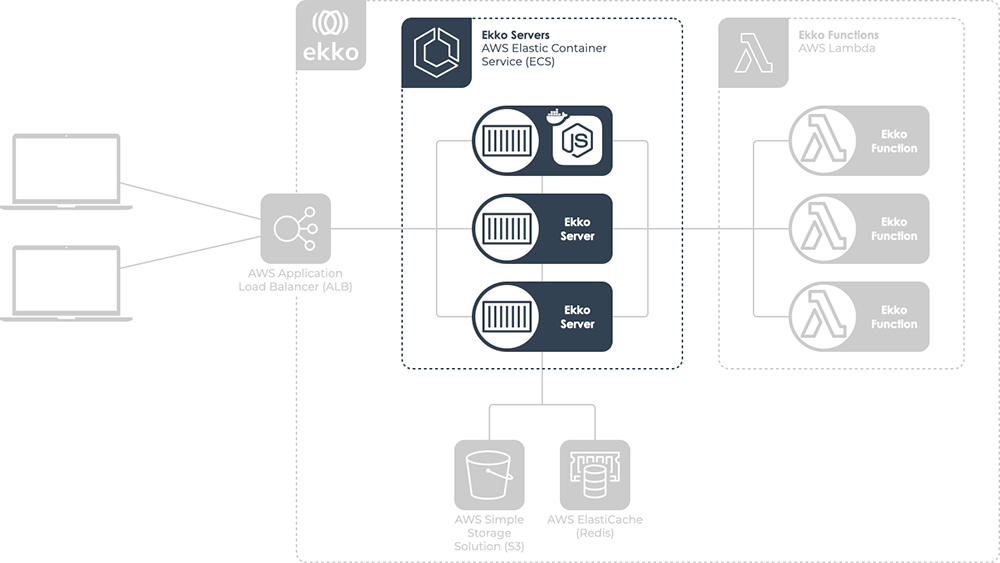 ekko
Ekko Servers
AWS Elastic Container
Service (ECS)
Ekko Functions
AWS Lambda
JS
Ekko
Function
Ekko
Server
Ekko
Function
Ekko
Server
Ekko
Function
AWS Application
Load Balancer (ALB)
AWS Simple
Storage
Solution (S3)
AWS ElastiCache
(Redis)